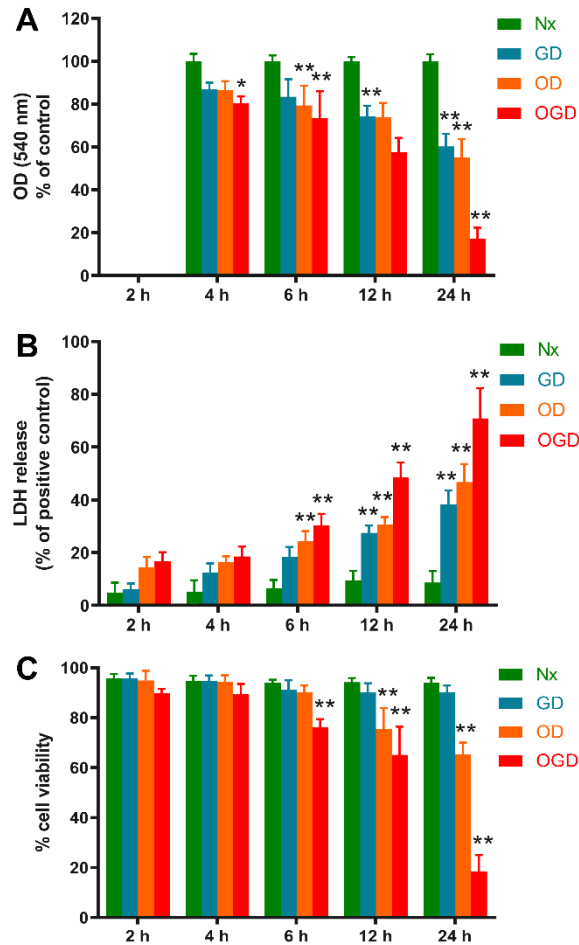 A
OD (540 nm)
% of control
120
100
80
60
40
20
0
*
**
**
**
**
**
**
2 h 4 h 6 h 12 h 24 h
Nx
GD
OD
OGD
B
LDH release
(% of positive control)
100
80
60
40
20
0
**
**
**
**
**
**
**
**
2 h 4 h 6 h 12 h 24 h
Nx
GD
OD
OGD
C
% cell viability
100
80
60
40
20
0
**
**
**
**
**
2 h 4 h 6 h 12 h 24 h
Nx
GD
OD
OGD